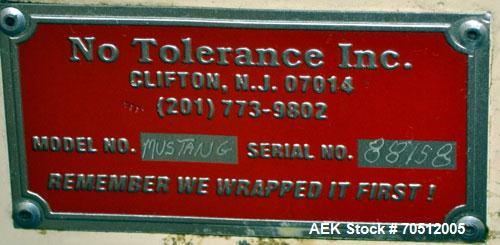 No Tolerance Inc.
CLIFTON, N.J. 07014
(201) 773-9802
MODEL NO. MUSTANG SERIAL NO. 88158
REMEMBER WE WRAPPED IT FIRST!
AEK Stock # 70512005